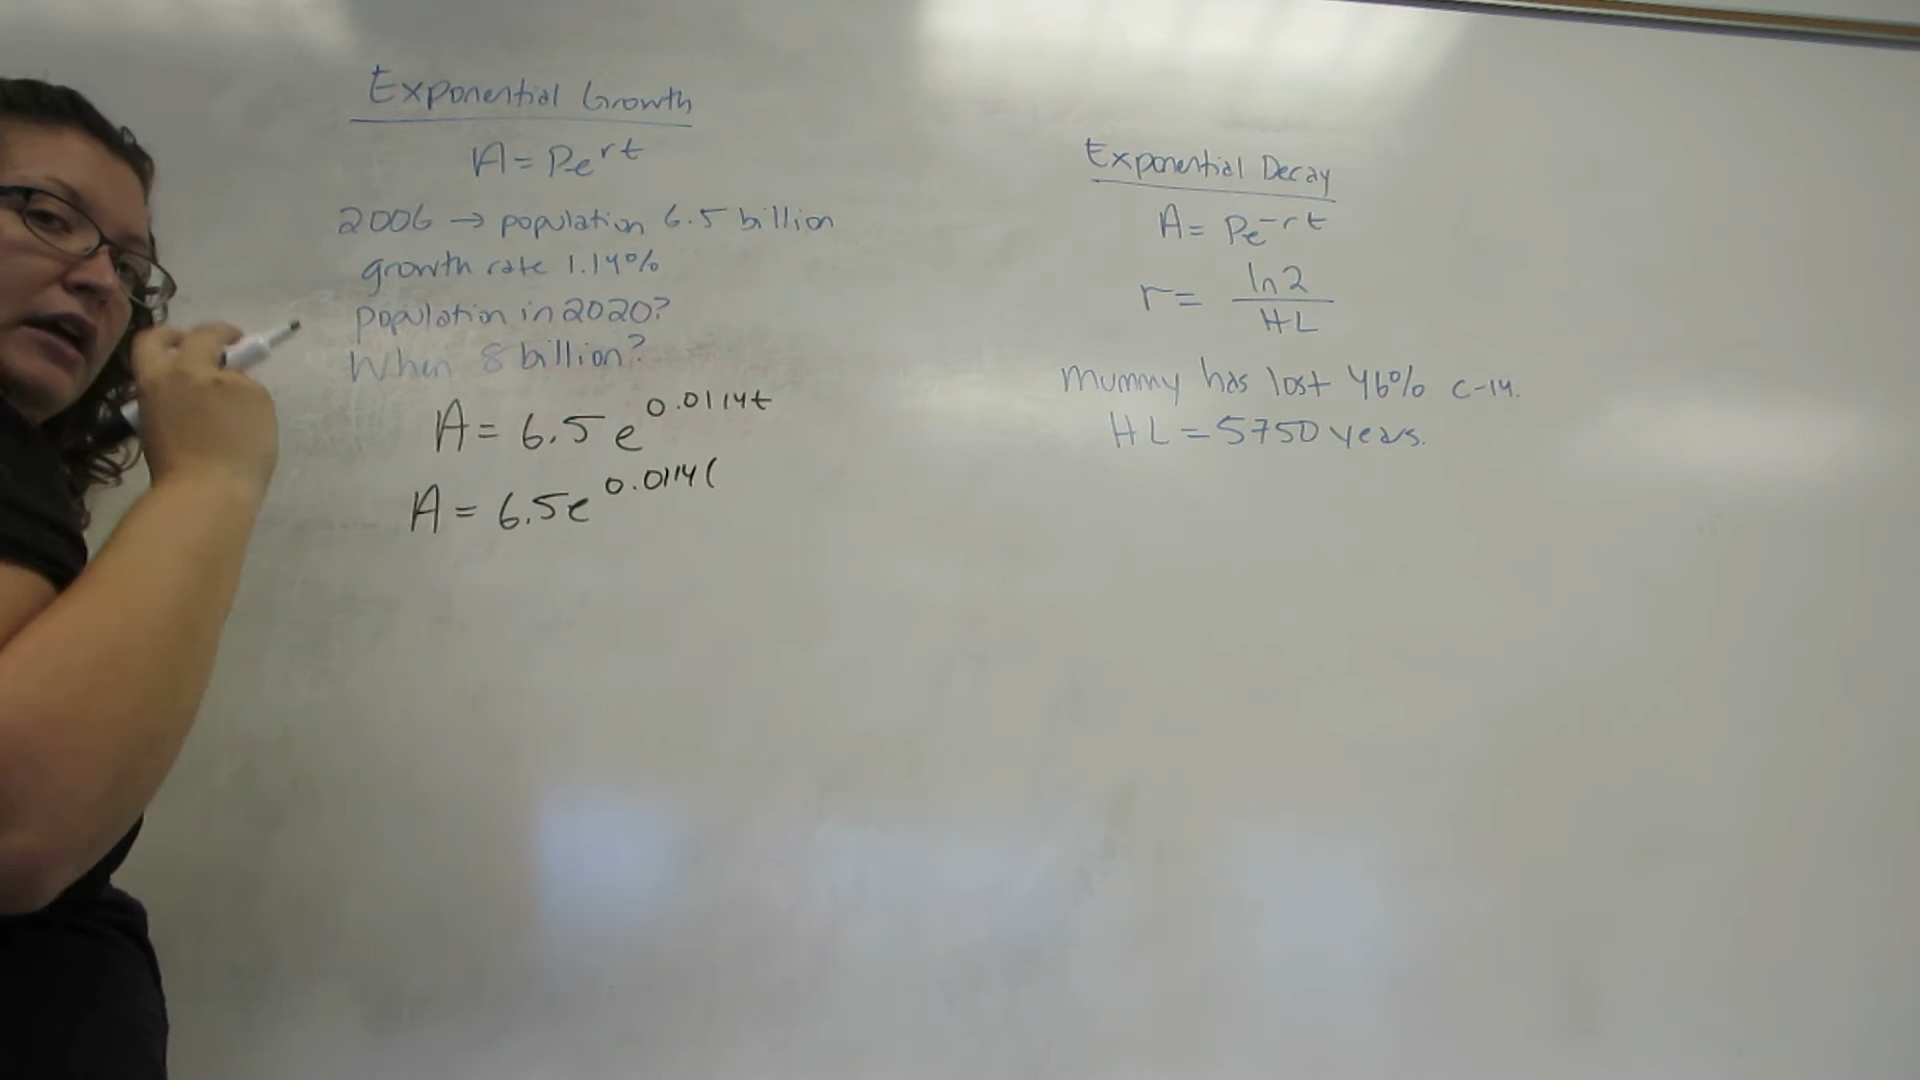 Exponential Growth
A = Pe^rt
2006 → population 6.5 billion
growth rate 1.14%
population in 2020?
When 8 billion?
A = 6.5 e^0.0114t
A = 6.5e^0.0114(
Exponential Decay
A = Pe^-rt
r = ln2/HL
Mummy has lost 46% C-14.
HL = 5750 years.